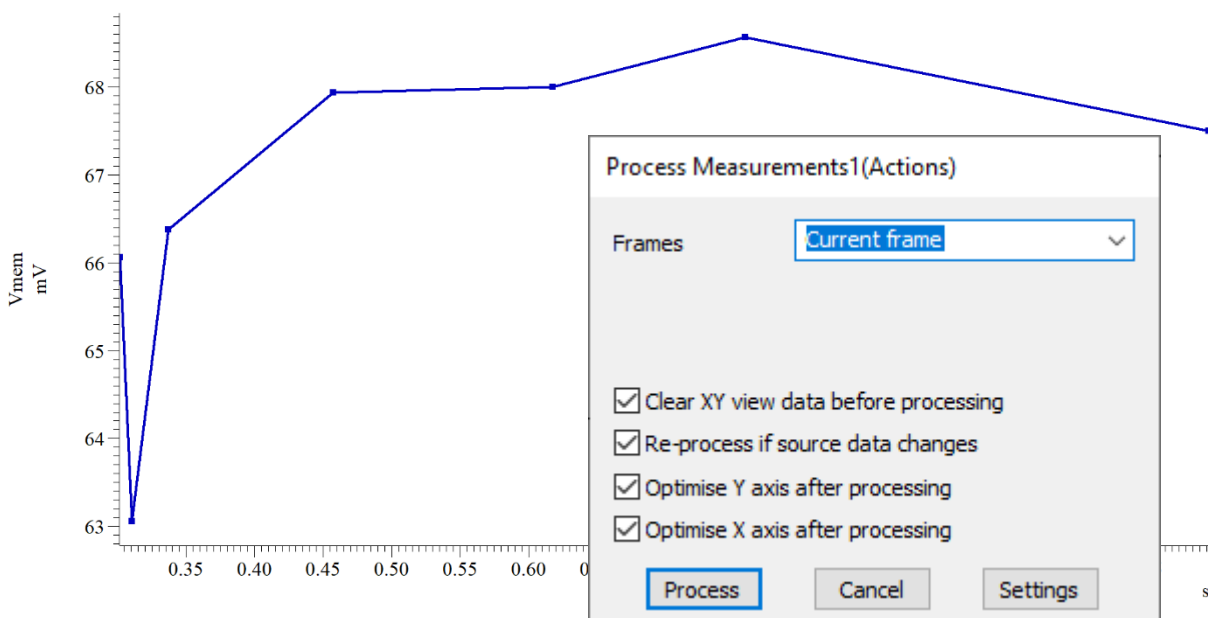 68
67
66
65
64
63
Vmem
mV
0.35 0.40 0.45 0.50 0.55 0.60
s
Process Measurements1(Actions)
Frames Current frame
Clear XY view data before processing
Re-process if source data changes
Optimise Y axis after processing
Optimise X axis after processing
Process Cancel Settings